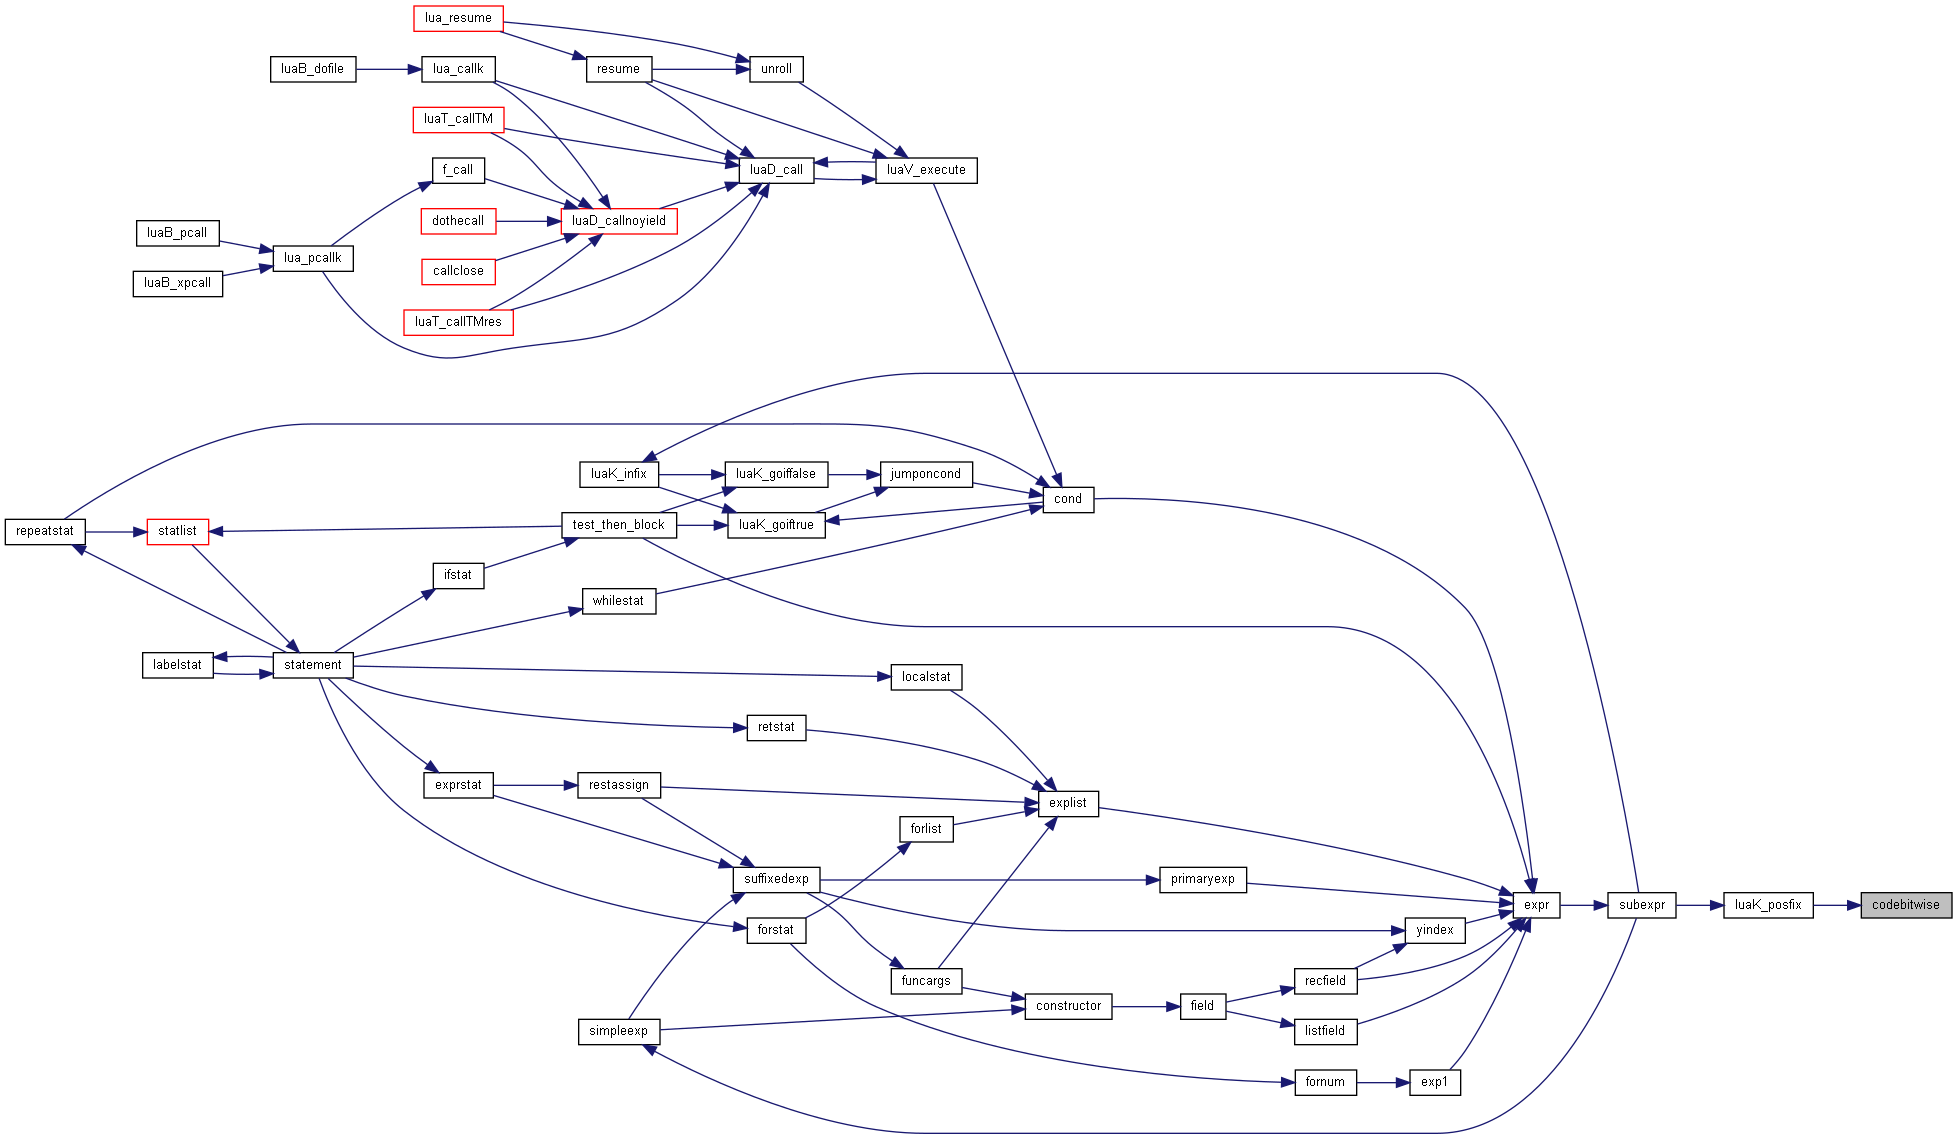 lua_resume
luaB_dofile
lua_callk
resume
unroll
luaT_callTM
f_call
luaD_call
luaV_execute
luaB_pcall
dothecall
luaD_callnoyield
lua_pcallk
luaB_xpcall
callclose
luaT_callTMres
luaK_infix
luaK_goiffalse
jumponcond
cond
repeatstat
statlist
test_then_block
luaK_goiftrue
ifstat
whilestat
labelstat
statement
localstat
retstat
exprstat
restassign
explist
forlist
suffixedexp
primaryexp
expr
subexpr
luaK_posfix
codebitwise
forstat
yindex
funcargs
recfield
constructor
field
simpleexp
listfield
fornum
exp1